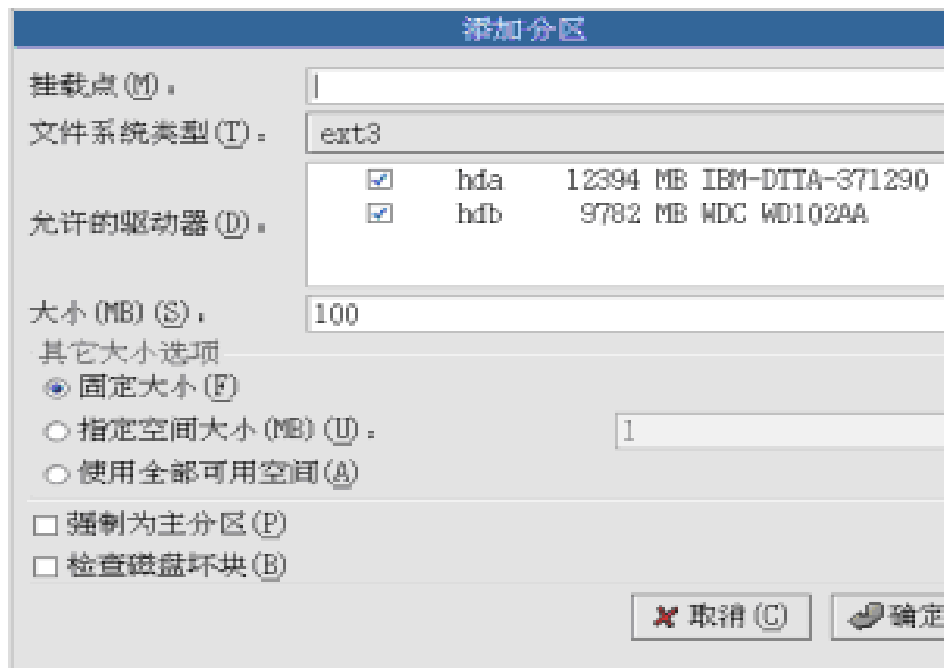 添加分区
挂载点(M):
文件系统类型(T): ext3
允许的驱动器(D):
hda 12394 MB IBM-DTTA-371290
hdb 9782 MB WDC WD102AA
大小(MB)(S): 100
其它大小选项
固定大小(F)
指定空间大小(MB)(U): 1
使用全部可用空间(A)
强制为主分区(P)
检查磁盘坏块(B)
取消(C) 确定